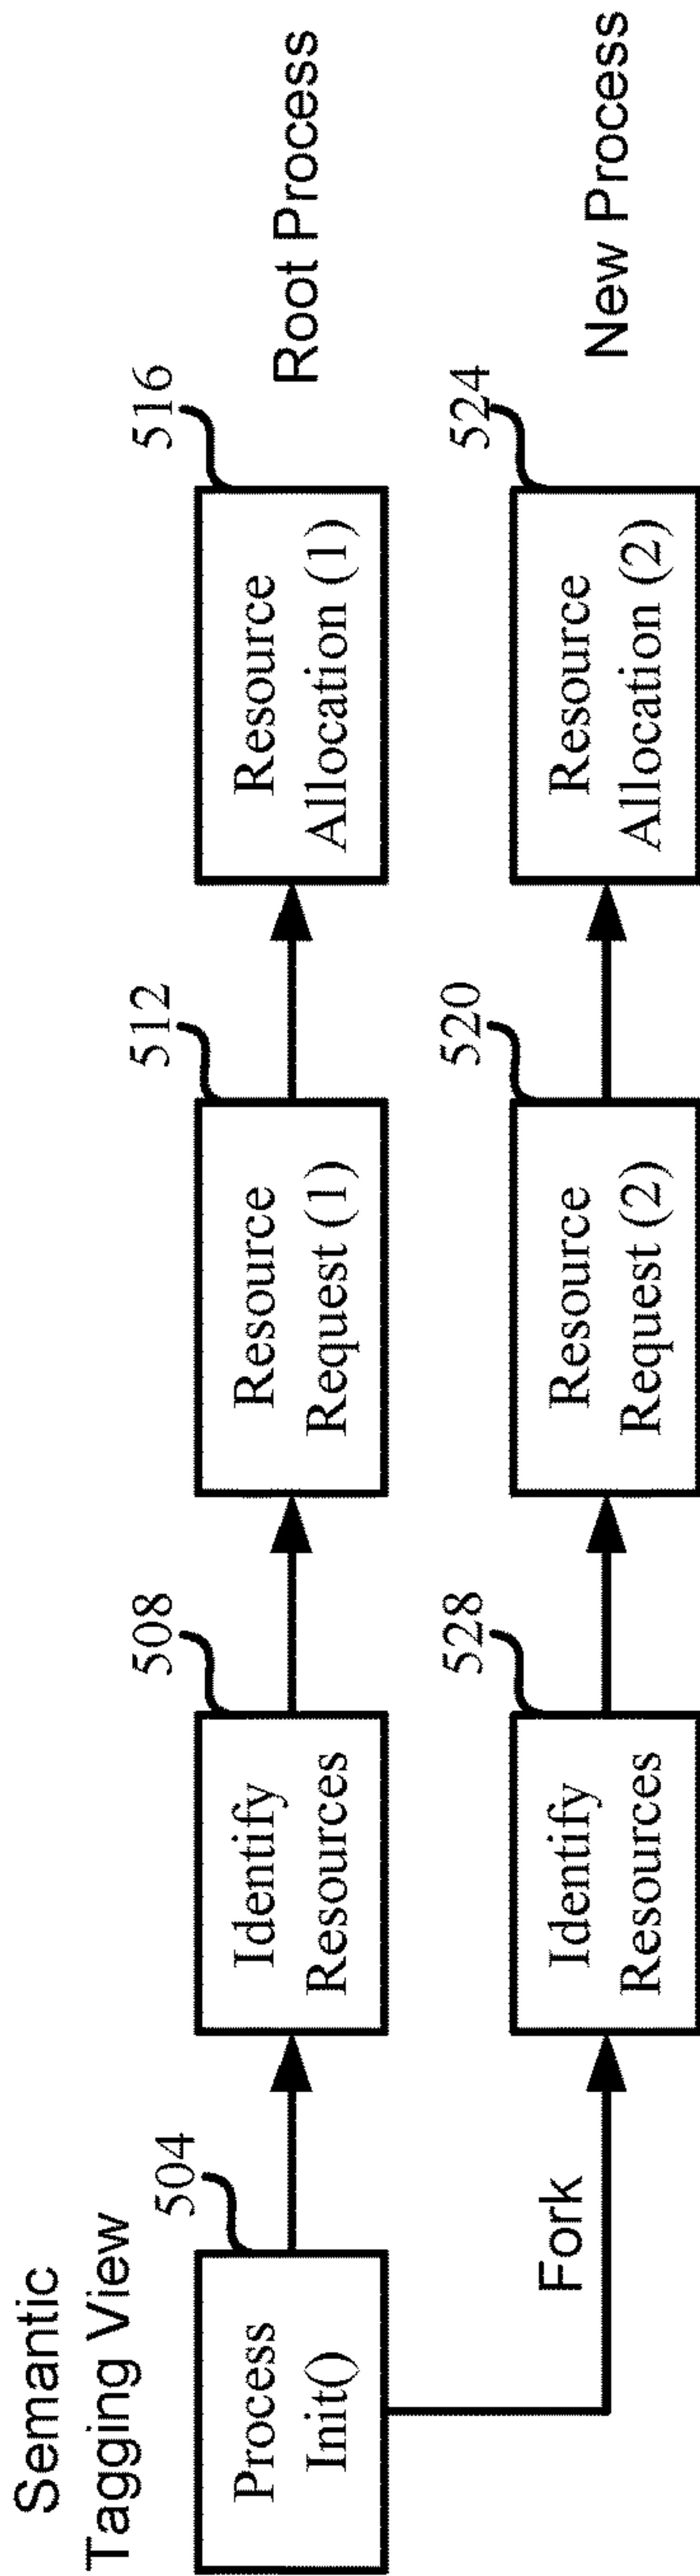 Semantic
Tagging View
504
Process
Init()
508
Identify
Resources
512
Resource
Request (1)
516
Resource
Allocation (1)
Root Process
Fork
528
Identify
Resources
520
Resource
Request (2)
524
Resource
Allocation (2)
New Process